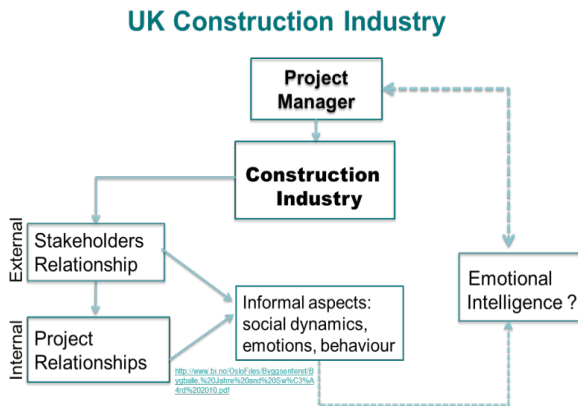 UK Construction Industry
Project
Manager
Construction
Industry
External
Stakeholders
Relationship
Internal
Project
Relationships
Informal aspects:
social dynamics,
emotions, behaviour
http://www.bi.no/OsloFiles/Byggsenteret/B
ygballe,%20Jahre%20and%20Sw%C3%A
4rd%202010.pdf
Emotional
Intelligence ?